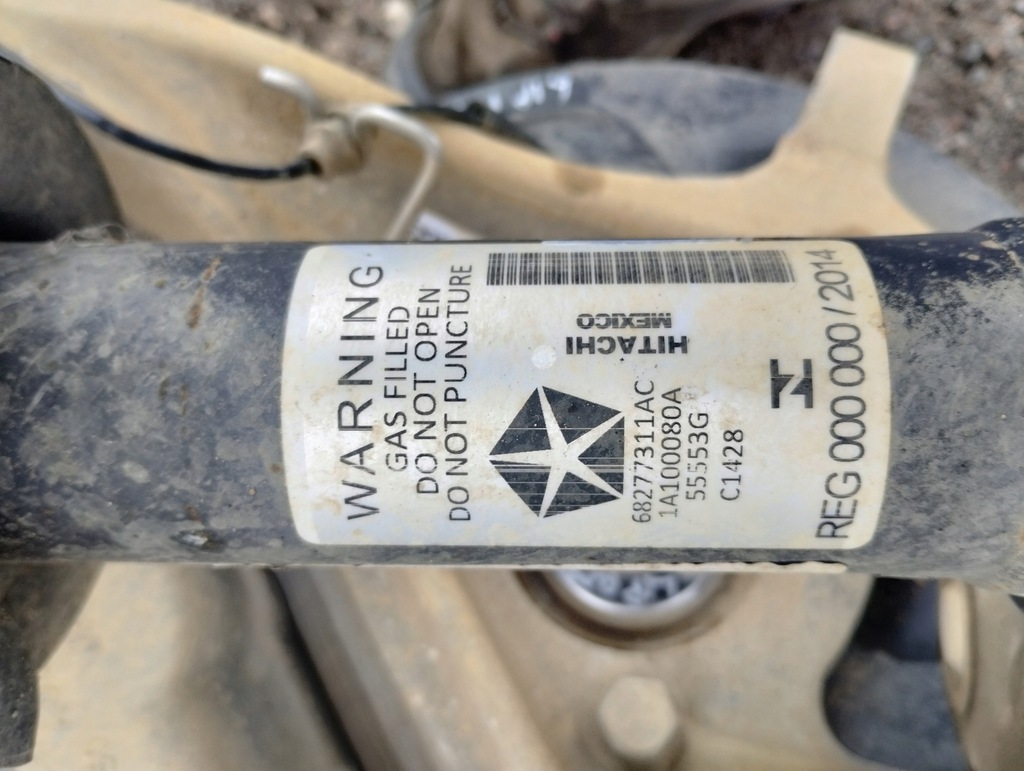 WARNING
GAS FILLED
DO NOT OPEN
DO NOT PUNCTURE
HITACHI
MEXICO
68277311AC
1A100080A
55553G
C1428
N
REG 000 000 / 2014